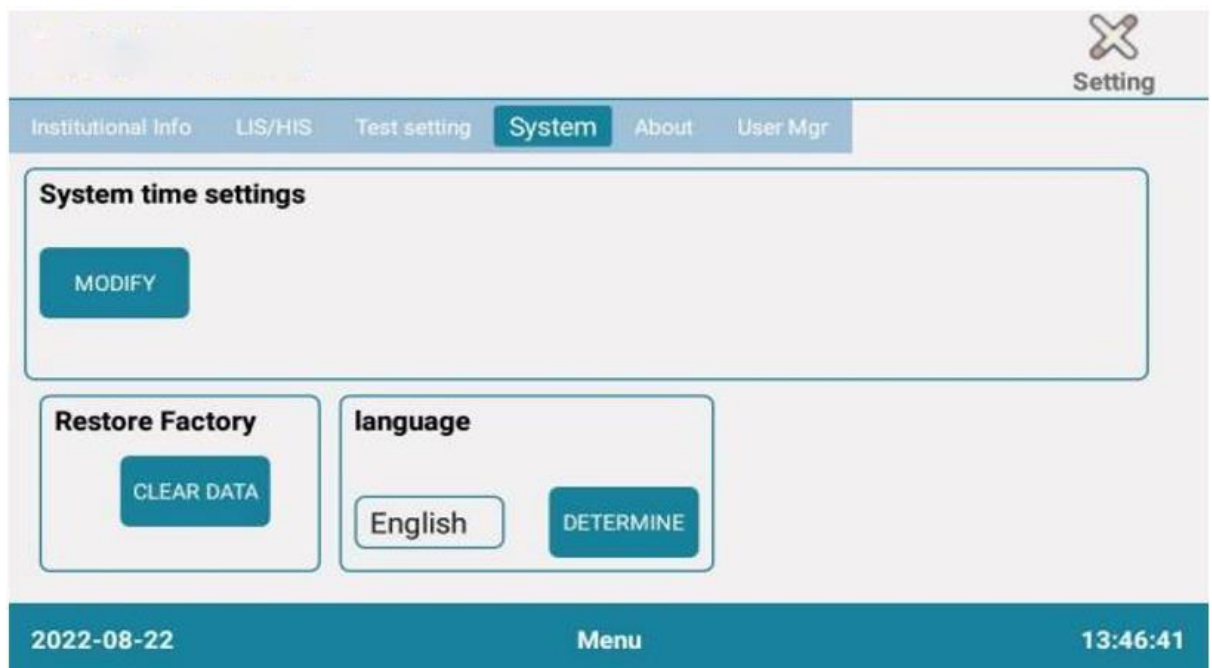 Setting
Institutional Info LIS/HIS Test setting System About User Mgr
System time settings
MODIFY
Restore Factory
CLEAR DATA
language
English DETERMINE
2022-08-22 Menu 13:46:41